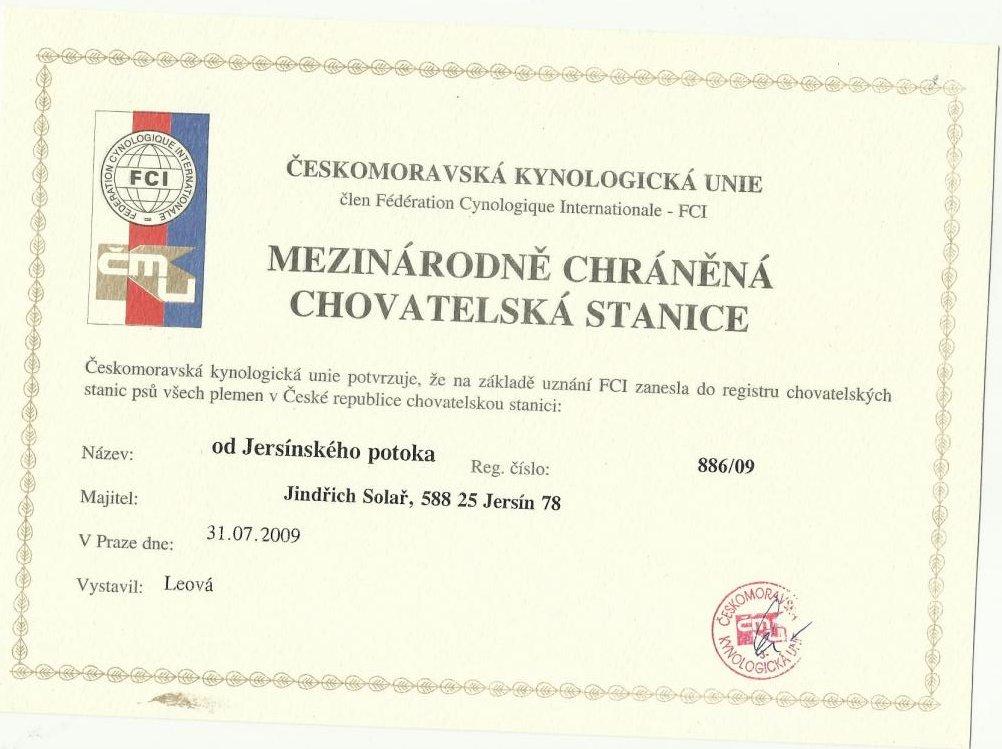 FÉDÉRATION CYNOLOGIQUE INTERNATIONALE
FCI
ČMKJ
ČESKOMORAVSKÁ KYNOLOGICKÁ UNIE
člen Fédération Cynologique Internationale - FCI
MEZINÁRODNĚ CHRÁNĚNÁ
CHOVATELSKÁ STANICE
Českomoravská kynologická unie potvrzuje, že na základě uznání FCI zanesla do registru chovatelských
stanic psů všech plemen v České republice chovatelskou stanici:
Název: od Jersínského potoka Reg. číslo: 886/09
Majitel: Jindřich Solař, 588 25 Jersín 78
V Praze dne: 31.07.2009
Vystavil: Leová
ČESKOMORAVSKÁ
KYNOLOGICKÁ UNIE